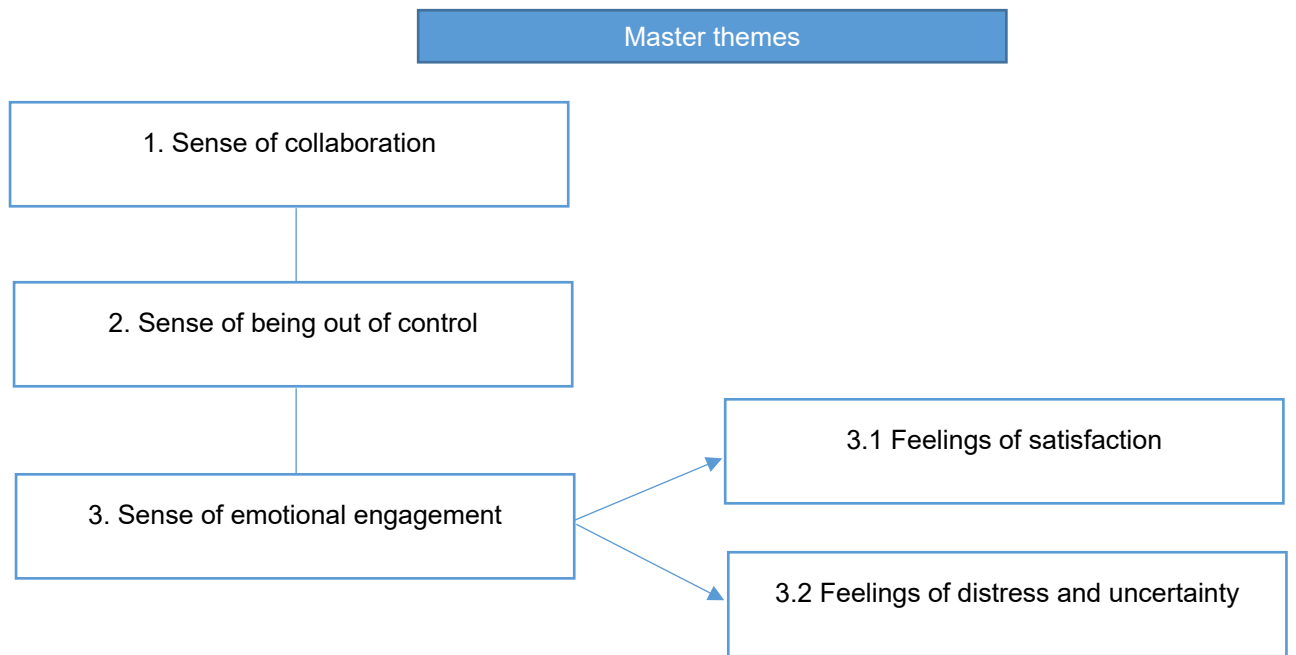 Master themes
1. Sense of collaboration
2. Sense of being out of control
3. Sense of emotional engagement
3.1 Feelings of satisfaction
3.2 Feelings of distress and uncertainty